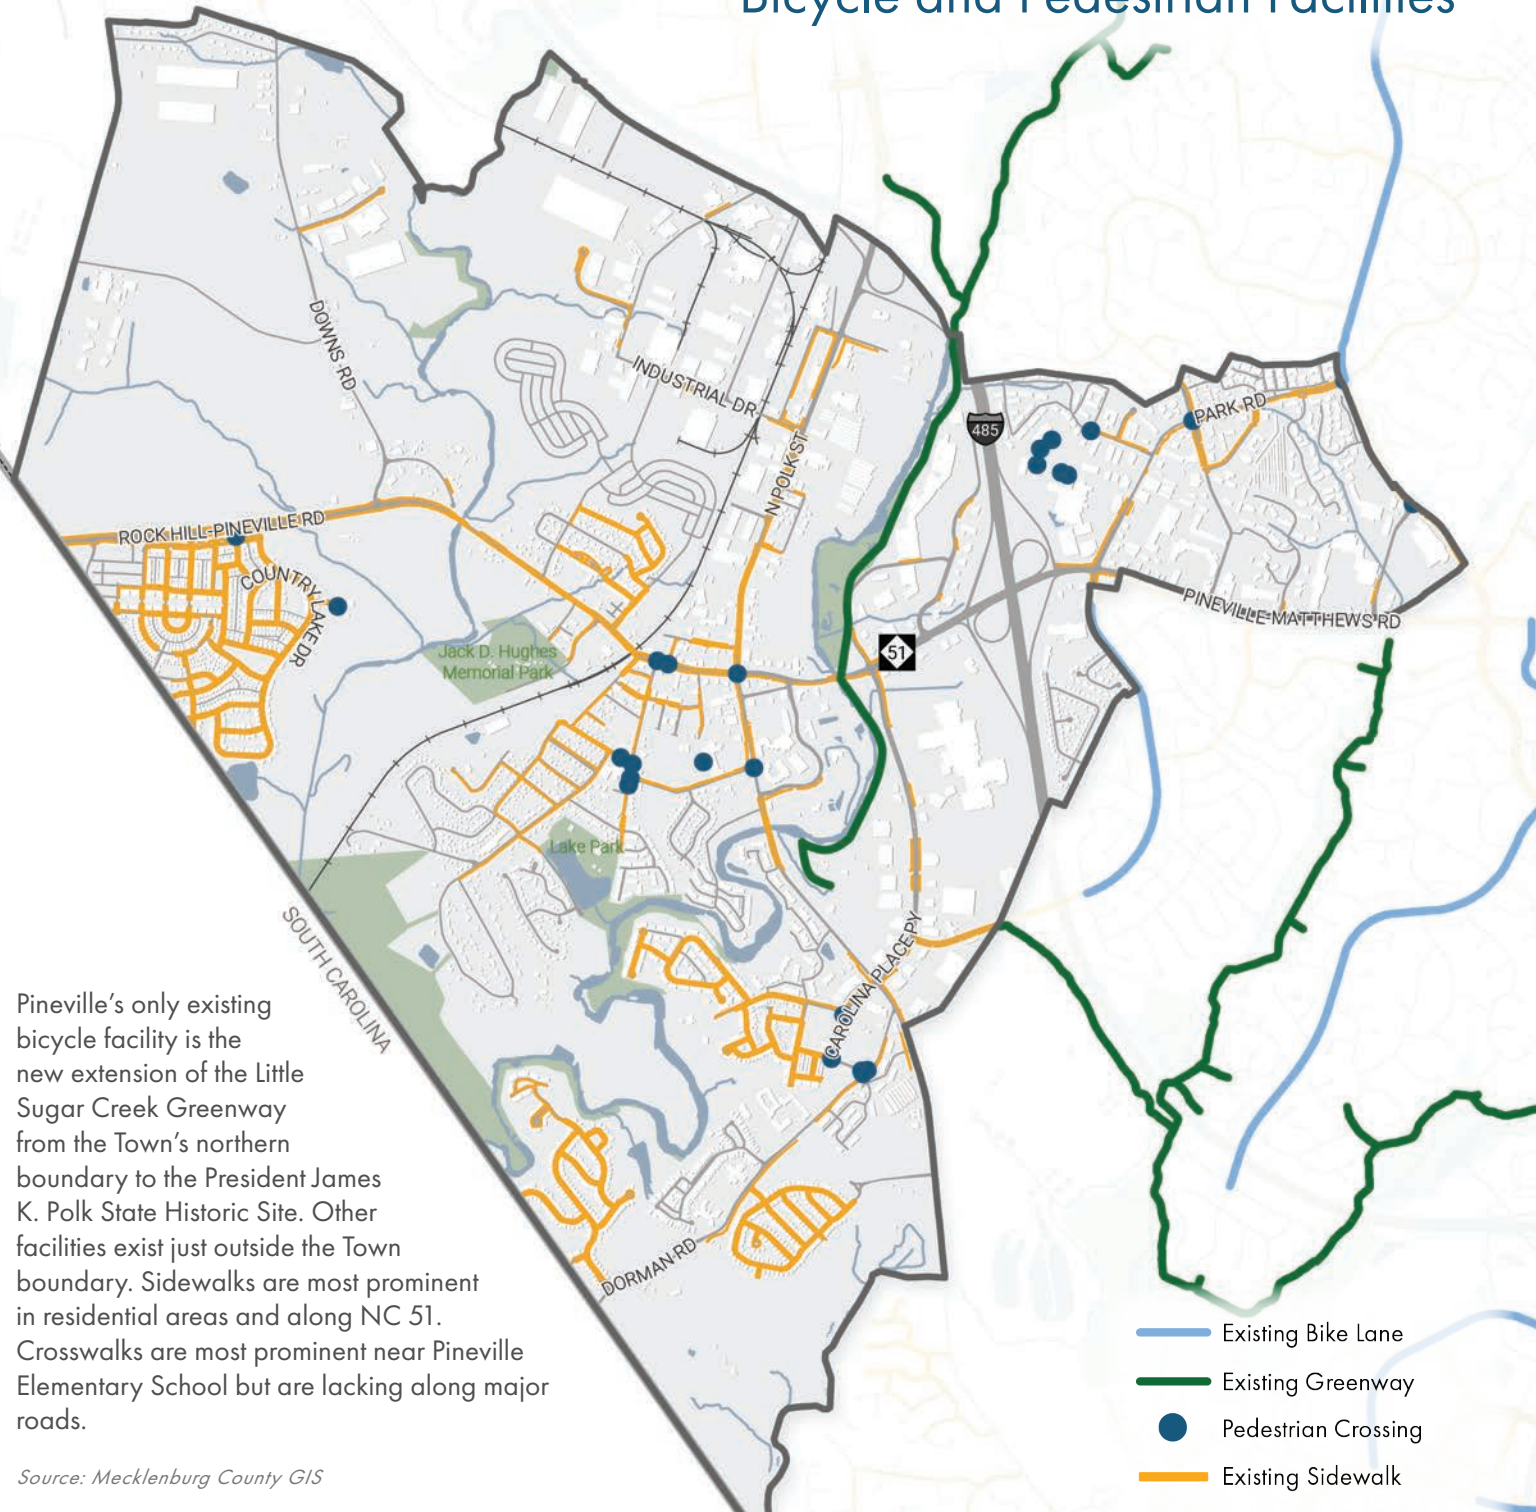 Bicycle and Pedestrian Facilities
DOWNS RD
INDUSTRIAL DR
N POLK ST
485
PARK RD
ROCK HILL-PINEVILLE RD
COUNTRY LAKE DR
PINEVILLE-MATTHEWS RD
51
Jack D. Hughes
Memorial Park
Lake Park
SOUTH CAROLINA
CAROLINA PLACE PY
DORMAN RD
Pineville’s only existing
bicycle facility is the
new extension of the Little
Sugar Creek Greenway
from the Town’s northern
boundary to the President James
K. Polk State Historic Site. Other
facilities exist just outside the Town
boundary. Sidewalks are most prominent
in residential areas and along NC 51.
Crosswalks are most prominent near Pineville
Elementary School but are lacking along major
roads.
Source: Mecklenburg County GIS
Existing Bike Lane
Existing Greenway
Pedestrian Crossing
Existing Sidewalk